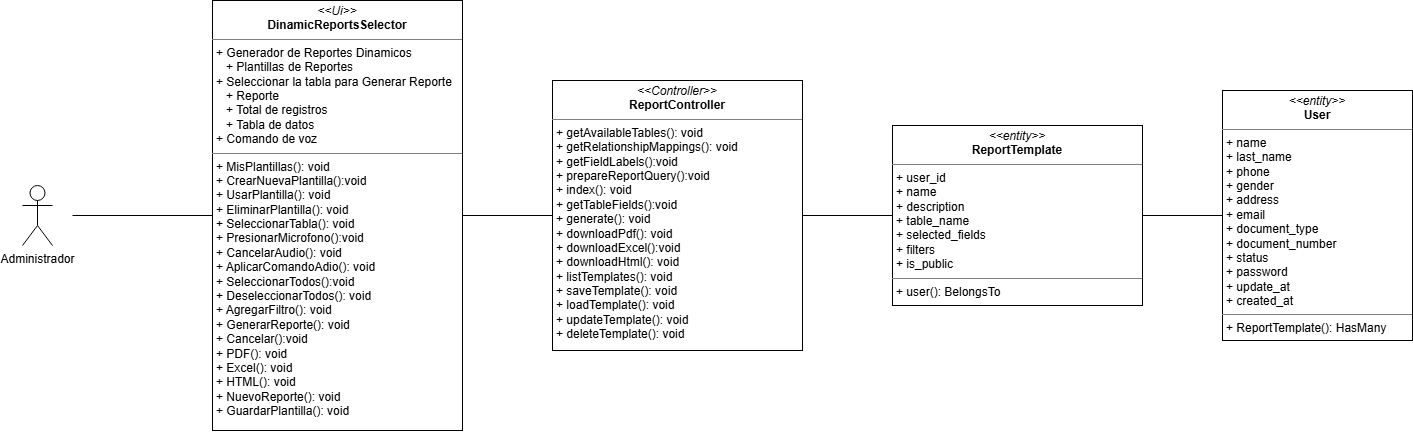 Administrador
<<Ui>>
DinamicReportsSelector
+ Generador de Reportes Dinamicos
+ Plantillas de Reportes
+ Seleccionar la tabla para Generar Reporte
+ Reporte
+ Total de registros
+ Tabla de datos
+ Comando de voz
+ MisPlantillas(): void
+ CrearNuevaPlantilla():void
+ UsarPlantilla(): void
+ EliminarPlantilla(): void
+ SeleccionarTabla(): void
+ PresionarMicrofono():void
+ CancelarAudio(): void
+ AplicarComandoAdio(): void
+ SeleccionarTodos():void
+ DeseleccionarTodos(): void
+ AgregarFiltro(): void
+ GenerarReporte(): void
+ Cancelar():void
+ PDF(): void
+ Excel(): void
+ HTML(): void
+ NuevoReporte(): void
+ GuardarPlantilla(): void
<<Controller>>
ReportController
+ getAvailableTables(): void
+ getRelationshipMappings(): void
+ getFieldLabels():void
+ prepareReportQuery():void
+ index(): void
+ getTableFields():void
+ generate(): void
+ downloadPdf(): void
+ downloadExcel():void
+ downloadHtml(): void
+ listTemplates(): void
+ saveTemplate(): void
+ loadTemplate(): void
+ updateTemplate(): void
+ deleteTemplate(): void
<<entity>>
ReportTemplate
+ user_id
+ name
+ description
+ table_name
+ selected_fields
+ filters
+ is_public
+ user(): BelongsTo
<<entity>>
User
+ name
+ last_name
+ phone
+ gender
+ address
+ email
+ document_type
+ document_number
+ status
+ password
+ update_at
+ created_at
+ ReportTemplate(): HasMany